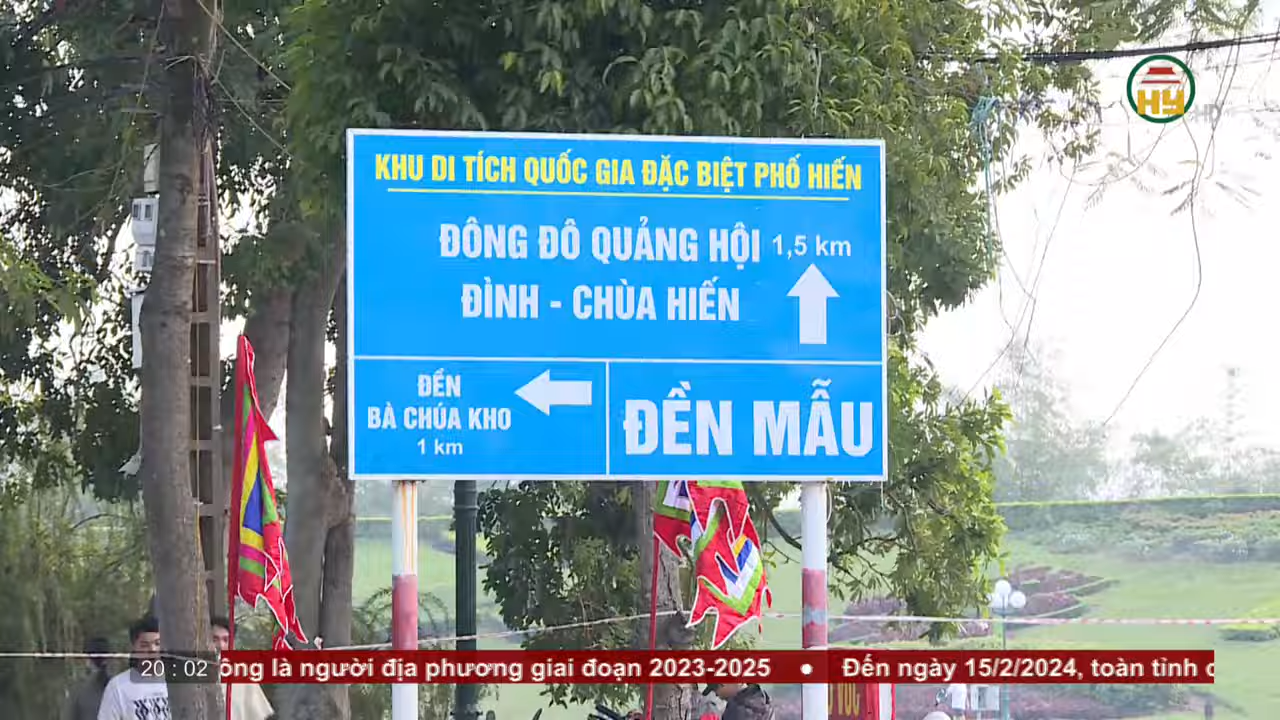 HY HD
KHU DI TÍCH QUỐC GIA ĐẶC BIỆT PHỐ HIẾN
ĐÔNG ĐÔ QUẢNG HỘI 1,5 km
ĐÌNH - CHÙA HIẾN
ĐỀN
BÀ CHÚA KHO
1 km
ĐỀN MẪU
20 : 02 ông là người địa phương giai đoạn 2023-2025 ● Đến ngày 15/2/2024, toàn tỉnh